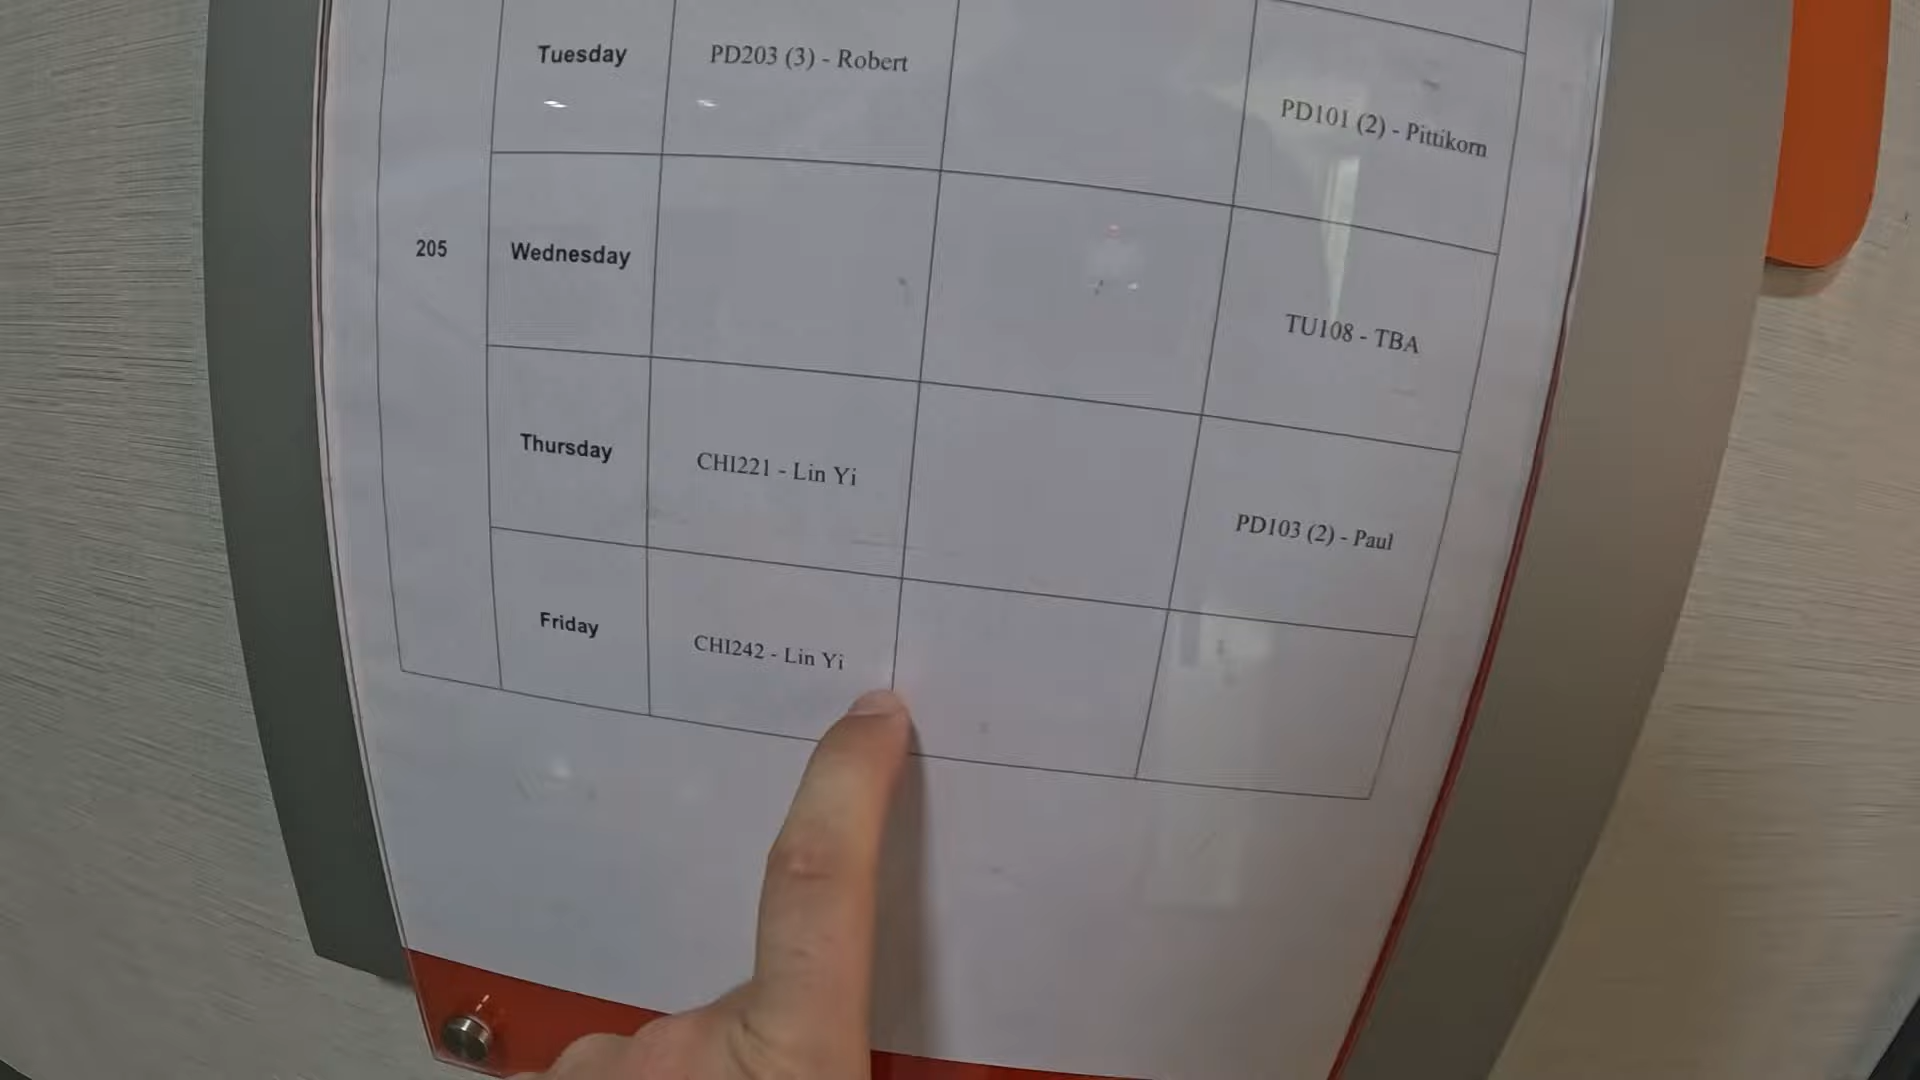 Tuesday
PD203 (3) - Robert
PD101 (2) - Pittikorn
205
Wednesday
TU108 - TBA
Thursday
CHI221 - Lin Yi
PD103 (2) - Paul
Friday
CHI242 - Lin Yi